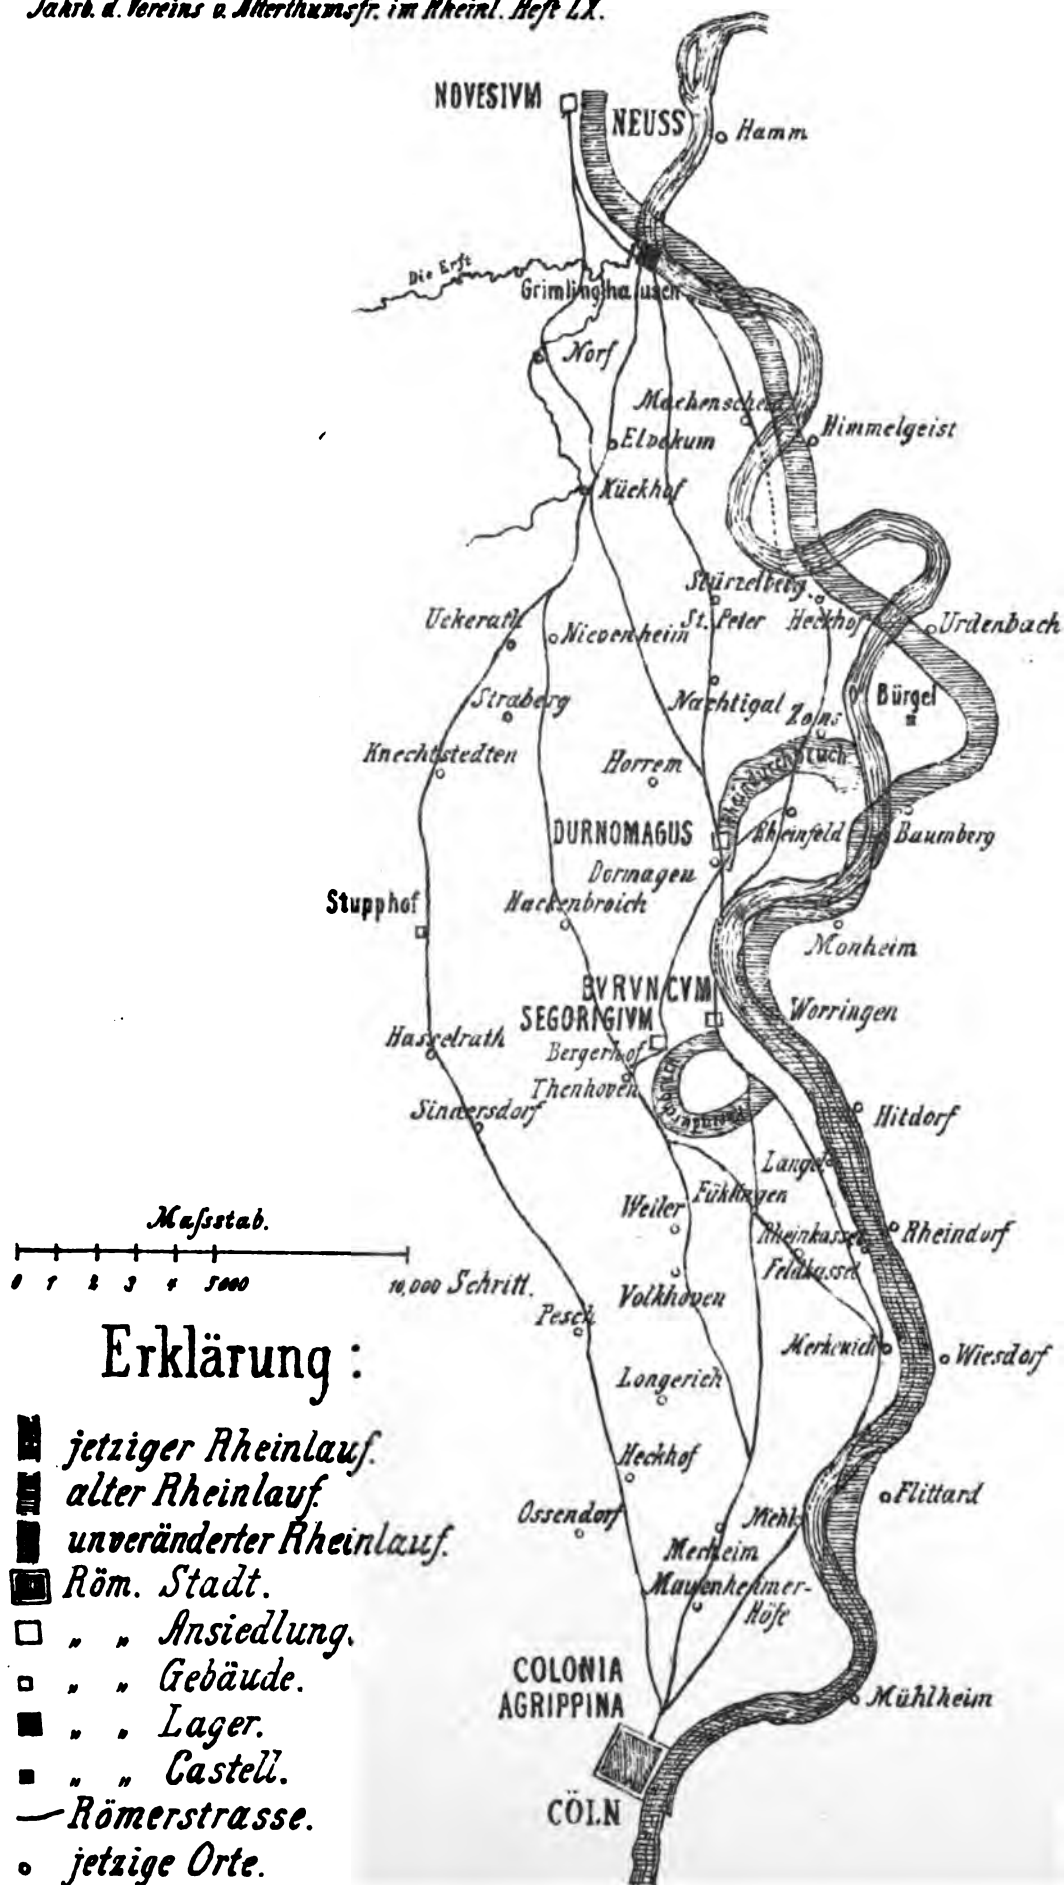 Jahrb. d. Vereins v. Alterthumsfr. im Rheinl. Heft LX.
NOVESIVM
NEUSS
Hamm
Die Erft
Grimlinghausen
Norf
Machenscheid
Himmelgeist
Elvekum
Kückhof
Stürzelberg
Uckerath
Nievenheim
St. Peter
Heckhof
Urdenbach
Straberg
Nachtigal
Zons
Bürgel
Knechtstedten
Horrem
Rheindurchbruch
DURNOMAGUS
Rheinfeld
Baumberg
Dormagen
Stupphof
Hackenbroich
Monheim
BVRVNCVM
SEGORIGIVM
Worringen
Hasselrath
Bergerhof
Thenhoven
Sinnersdorf
Hitdorf
Langel
Fühlingen
Weiler
Rheinkassel
Rheindorf
Feldkassel
Massstab.
0 1 2 3 4 5000 10,000 Schritt.
Volkhoven
Pesch
Merkenich
Wiesdorf
Longerich
Erklärung :
jetziger Rheinlauf.
Heckhof
alter Rheinlauf.
Flittard
Ossendorf
Niehl
unveränderter Rheinlauf.
Merheim
Röm. Stadt.
Mauenheimer-
Höfe
„ „ Ansiedlung.
COLONIA
AGRIPPINA
„ „ Gebäude.
Mühlheim
„ „ Lager.
„ „ Castell.
CÖLN
Römerstrasse.
jetzige Orte.